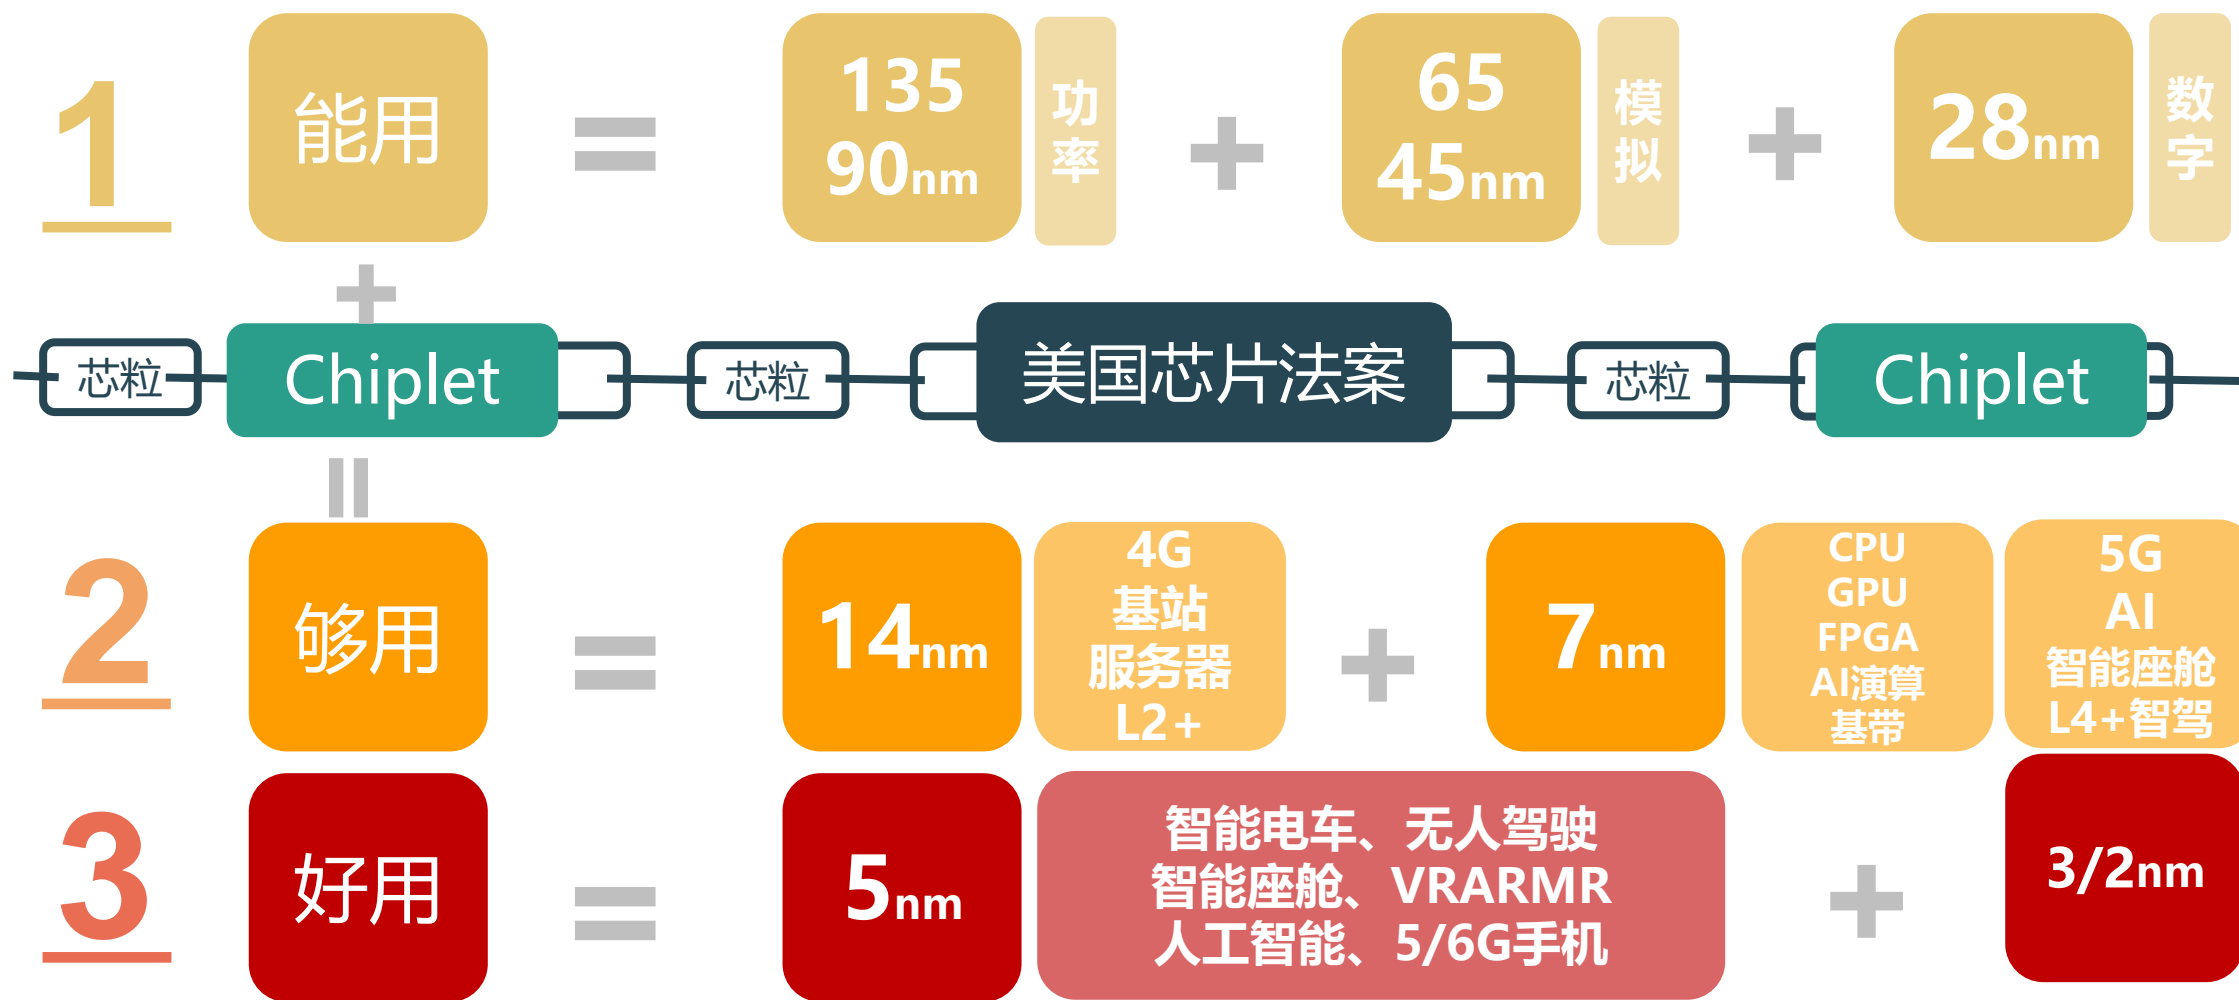 1
能用
=
135
90nm
功
率
+
65
45nm
模
拟
+
28nm
数
字
+
芯粒
Chiplet
芯粒
美国芯片法案
芯粒
Chiplet
=
2
够用
=
14nm
4G
基站
服务器
L2+
+
7nm
CPU
GPU
FPGA
AI演算
基带
5G
AI
智能座舱
L4+智驾
3
好用
=
5nm
智能电车、无人驾驶
智能座舱、VRARMR
人工智能、5/6G手机
+
3/2nm